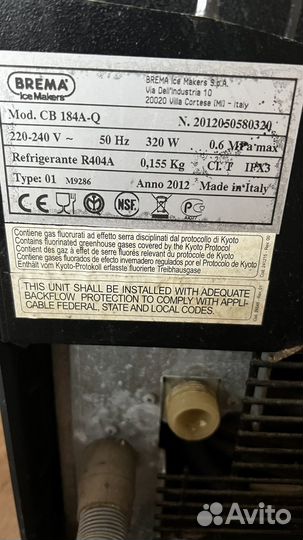 BREMA®
Ice Makers
BREMA Ice Makers S.p.A.
Via Dell'Industria 10
20020 Villa Cortese (MI) - Italy
Mod. CB 184A-Q N. 2012050580320
220-240 V ~ 50 Hz 320 W 0.6 MPa max
Refrigerante R404A 0,155 Kg Cl. T IPX3
Type: 01 M9286 Anno 2012 Made in Italy
CE
Contiene gas fluorurati ad effetto serra disciplinati dal protocollo di Kyoto
Contains fluorinated greenhouse gases covered by the Kyoto Protocol
Contient des gaz à effet de serre fluorés relevant du protocole de Kyoto
Contiene gases fluorados de efecto invernadero regulados por el Protocolo de Kyoto
Enthält vom Kyoto-Protokoll erfasste fluorierte Treibhausgase
THIS UNIT SHALL BE INSTALLED WITH ADEQUATE
BACKFLOW PROTECTION TO COMPLY WITH APPLI-
CABLE FEDERAL, STATE AND LOCAL CODES.
Avito